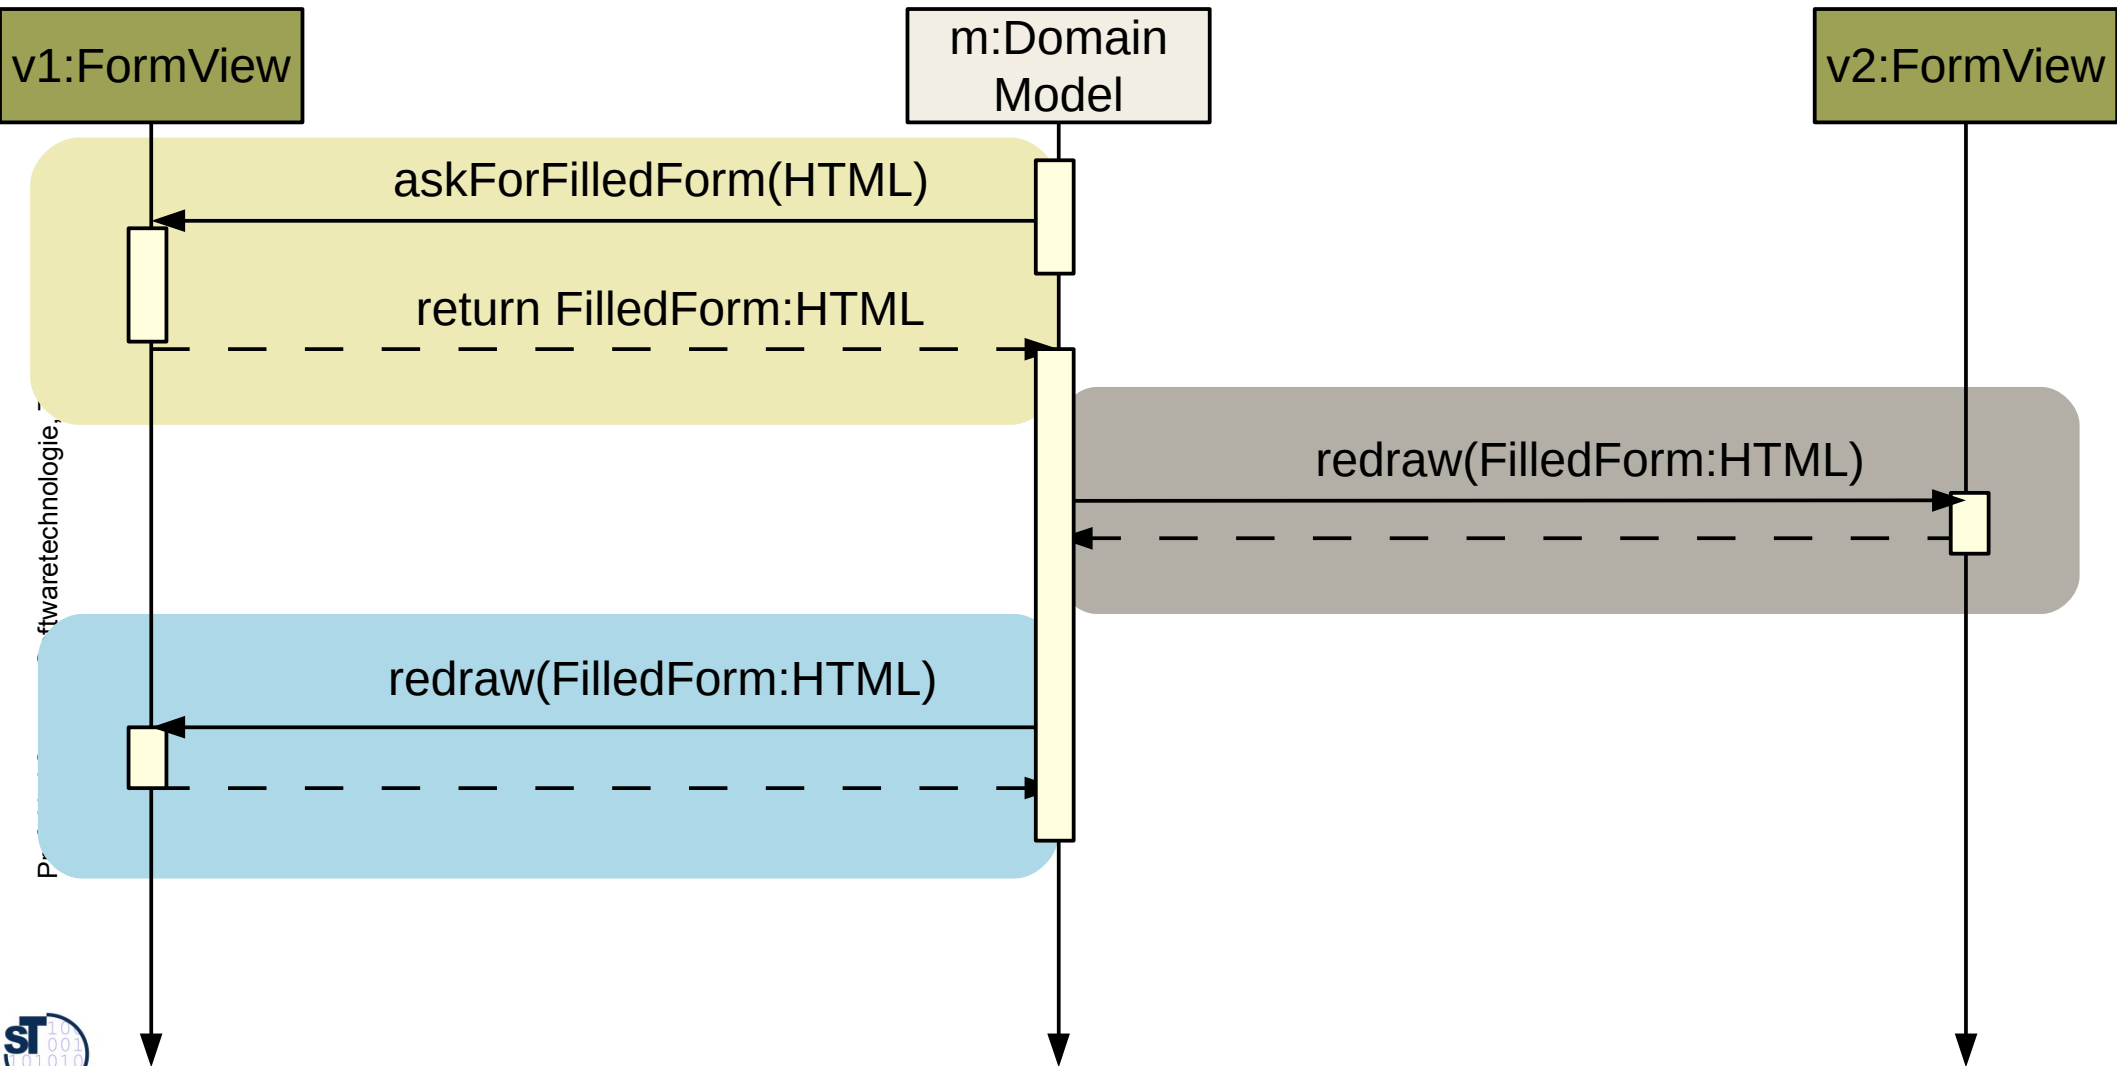 v1:FormView
m:Domain
Model
v2:FormView
askForFilledForm(HTML)
return FilledForm:HTML
redraw(FilledForm:HTML)
redraw(FilledForm:HTML)
ftwaretechnologie,
sT